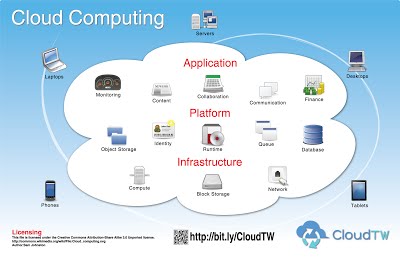 Cloud Computing
Servers
Laptops
Desktops
Application
Monitoring
Content
Collaboration
Communication
Finance
Platform
Object Storage
Identity
Runtime
Queue
Database
Infrastructure
Compute
Block Storage
Network
Phones
Tablets
Licensing
This file is licensed under the Creative Commons Attribution-Share Alike 3.0 Unported license.
http://commons.wikimedia.org/wiki/File:Cloud_computing.svg
Author:Sam Johnston
http://bit.ly/CloudTW
CloudTW